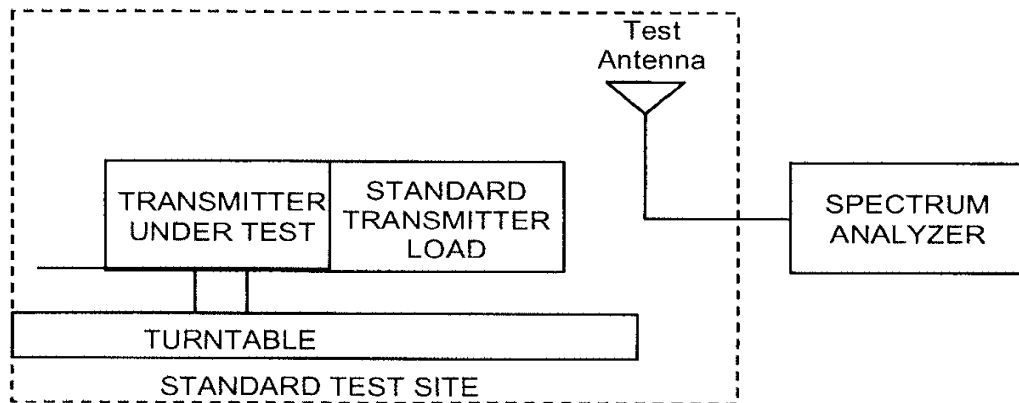 Test
Antenna
TRANSMITTER
UNDER TEST
STANDARD
TRANSMITTER
LOAD
SPECTRUM
ANALYZER
TURNTABLE
STANDARD TEST SITE